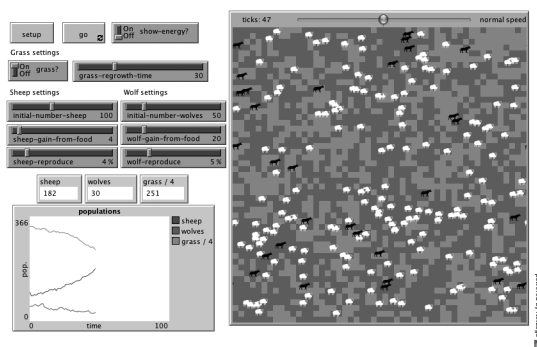 setup
go
On
Off
show-energy?
ticks: 47
normal speed
Grass settings
On
Off
grass?
grass-regrowth-time 30
Sheep settings
Wolf settings
initial-number-sheep 100
initial-number-wolves 50
sheep-gain-from-food 4
wolf-gain-from-food 20
sheep-reproduce 4 %
wolf-reproduce 5 %
sheep
182
wolves
30
grass / 4
251
populations
366
pop.
0
0
time
100
sheep
wolves
grass / 4